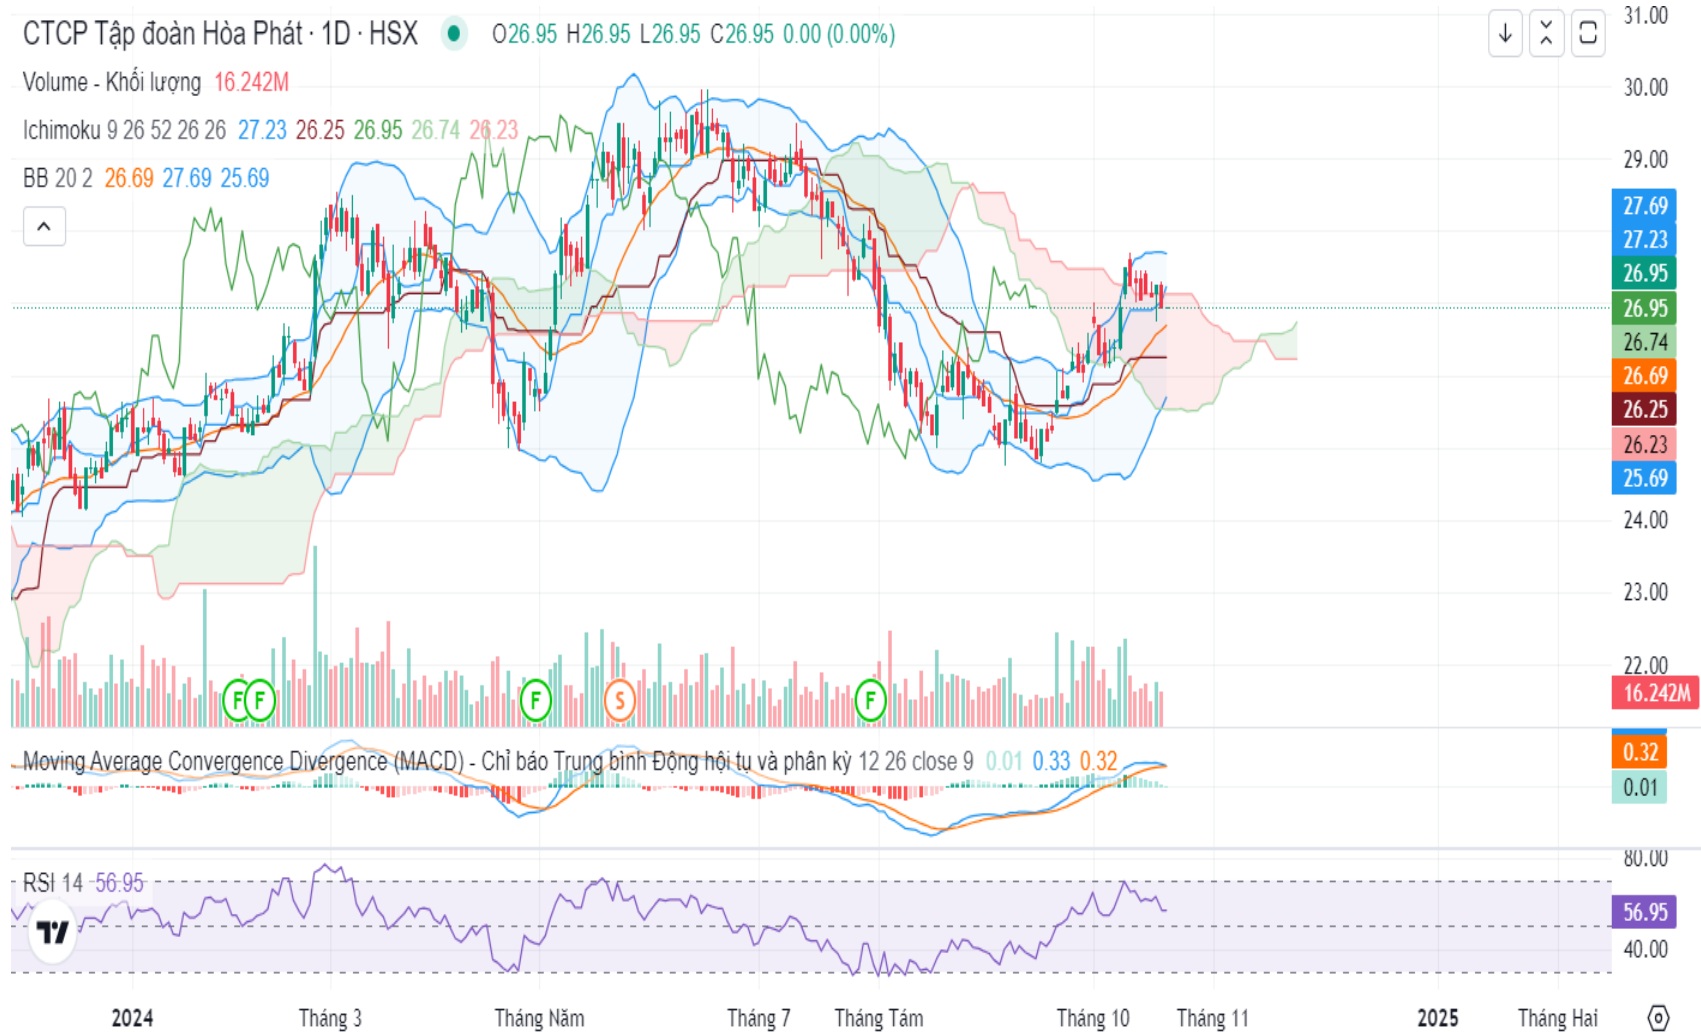 CTCP Tập đoàn Hòa Phát · 1D · HSX O26.95 H26.95 L26.95 C26.95 0.00 (0.00%)
Volume - Khối lượng 16.242M
Ichimoku 9 26 52 26 26 27.23 26.25 26.95 26.74 26.23
BB 20 2 26.69 27.69 25.69
31.00
30.00
29.00
27.69
27.23
26.95
26.95
26.74
26.69
26.25
26.23
25.69
24.00
23.00
22.00
16.242M
F F F S F
Moving Average Convergence Divergence (MACD) - Chỉ báo Trung bình Động hội tụ và phân kỳ 12 26 close 9 0.01 0.33 0.32
0.32
0.01
RSI 14 56.95
80.00
56.95
40.00
2024 Tháng 3 Tháng Năm Tháng 7 Tháng Tám Tháng 10 Tháng 11 2025 Tháng Hai